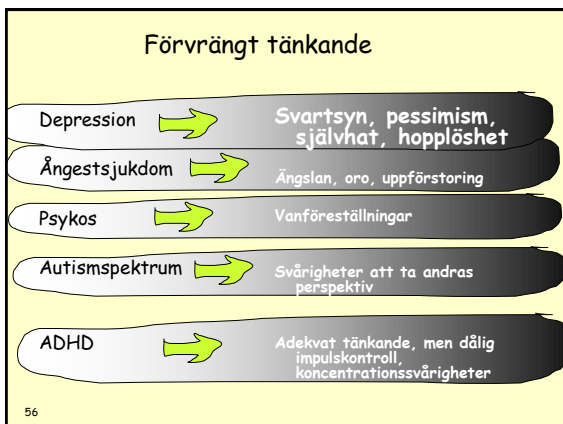 Förvrängt tänkande
Depression
Svartsyn, pessimism,
självhat, hopplöshet
Ångestsjukdom
Ängslan, oro, uppförstoring
Psykos
Vanföreställningar
Autismspektrum
Svårigheter att ta andras
perspektiv
ADHD
Adekvat tänkande, men dålig
impulskontroll,
koncentrationssvårigheter
56